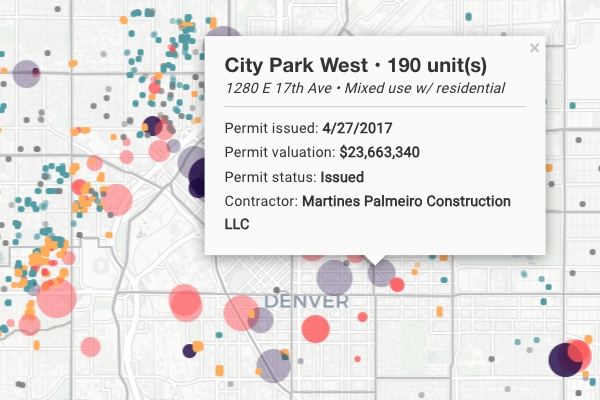 ×
City Park West • 190 unit(s)
1280 E 17th Ave • Mixed use w/ residential
Permit issued: 4/27/2017
Permit valuation: $23,663,340
Permit status: Issued
Contractor: Martines Palmeiro Construction
LLC
DENVER